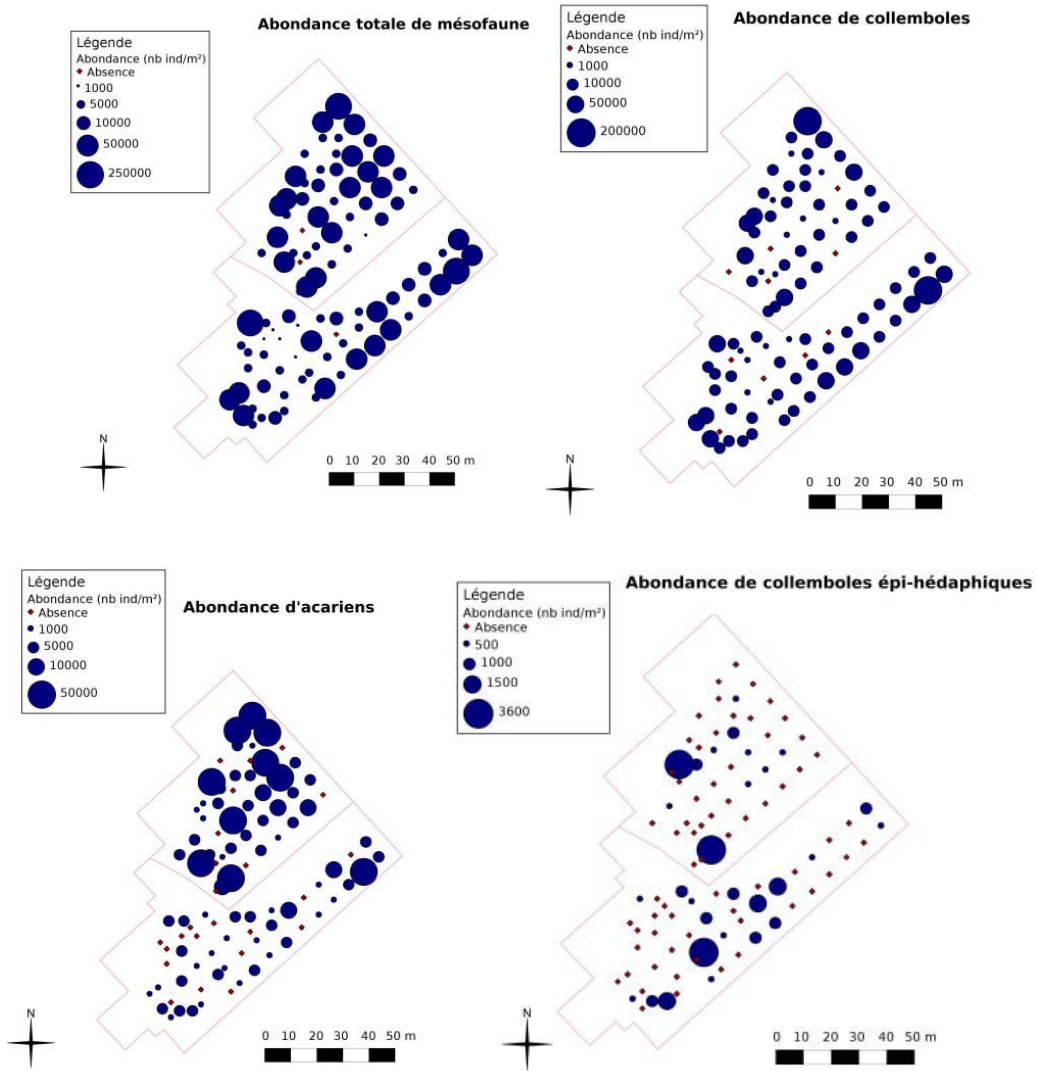 Abondance totale de mésofaune
Légende
Abondance (nb ind/m²)
Absence
1000
5000
10000
50000
250000
N
0 10 20 30 40 50 m
Abondance de collemboles
Légende
Abondance (nb ind/m²)
Absence
1000
10000
50000
200000
N
0 10 20 30 40 50 m
Abondance d'acariens
Légende
Abondance (nb ind/m²)
Absence
1000
5000
10000
50000
N
0 10 20 30 40 50 m
Abondance de collemboles épi-hédaphiques
Légende
Abondance (nb ind/m²)
Absence
500
1000
1500
3600
N
0 10 20 30 40 50 m